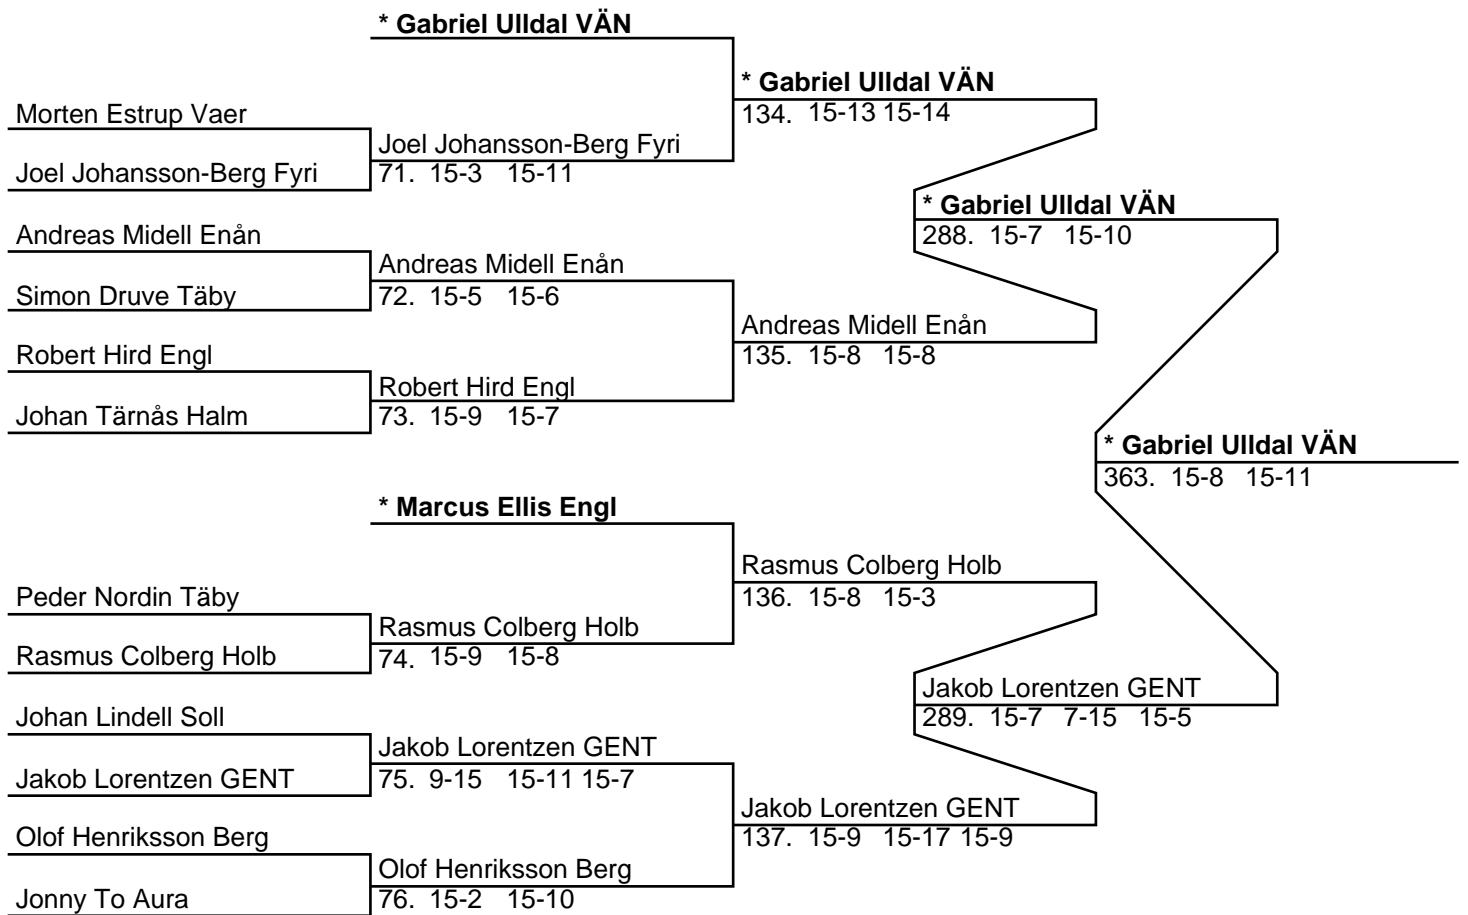 * Gabriel Ulldal VÄN
* Gabriel Ulldal VÄN
134. 15-13 15-14
Morten Estrup Vaer
Joel Johansson-Berg Fyri
71. 15-3 15-11
Joel Johansson-Berg Fyri
* Gabriel Ulldal VÄN
288. 15-7 15-10
Andreas Midell Enån
Andreas Midell Enån
72. 15-5 15-6
Simon Druve Täby
Andreas Midell Enån
135. 15-8 15-8
Robert Hird Engl
Robert Hird Engl
73. 15-9 15-7
Johan Tärnås Halm
* Gabriel Ulldal VÄN
363. 15-8 15-11
* Marcus Ellis Engl
Rasmus Colberg Holb
136. 15-8 15-3
Peder Nordin Täby
Rasmus Colberg Holb
74. 15-9 15-8
Rasmus Colberg Holb
Jakob Lorentzen GENT
289. 15-7 7-15 15-5
Johan Lindell Soll
Jakob Lorentzen GENT
75. 9-15 15-11 15-7
Jakob Lorentzen GENT
Jakob Lorentzen GENT
137. 15-9 15-17 15-9
Olof Henriksson Berg
Olof Henriksson Berg
76. 15-2 15-10
Jonny To Aura